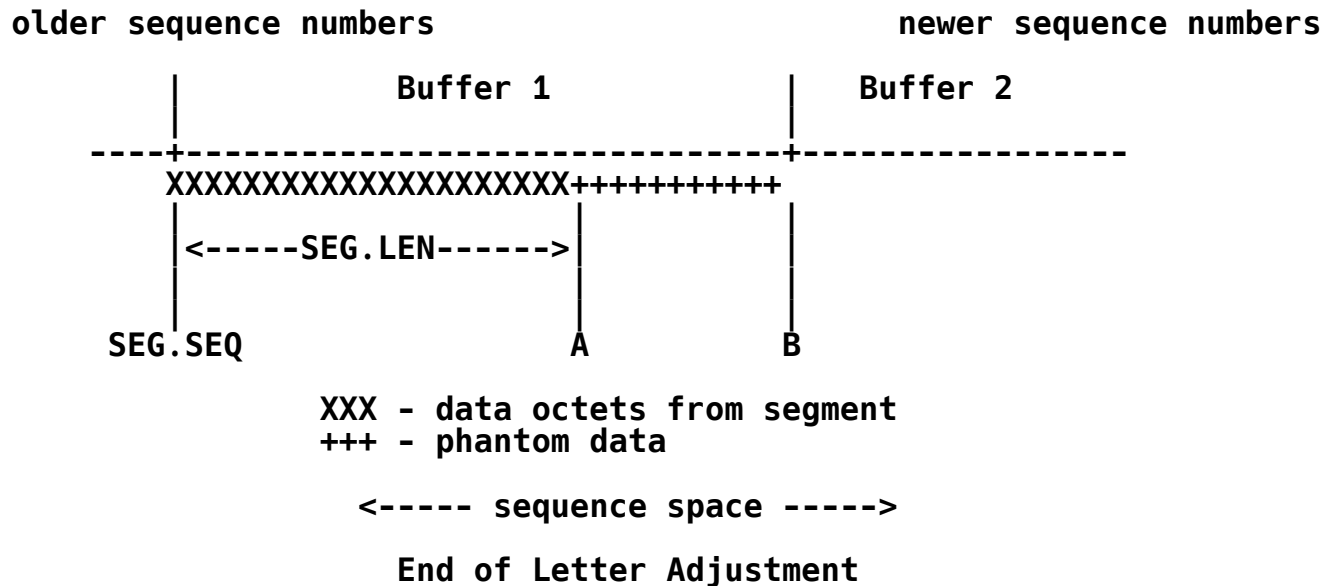 older sequence numbers                        newer sequence numbers
        |           Buffer 1            |   Buffer 2
        |                               |
    ----+-------------------------------+-----------------
        XXXXXXXXXXXXXXXXXXXXX+++++++++++
        |                    |          |
        |<-----SEG.LEN------>|          |
        |                    |          |
        |                    |          |
     SEG.SEQ                 A          B
XXX - data octets from segment
+++ - phantom data
<----- sequence space ----->
End of Letter Adjustment